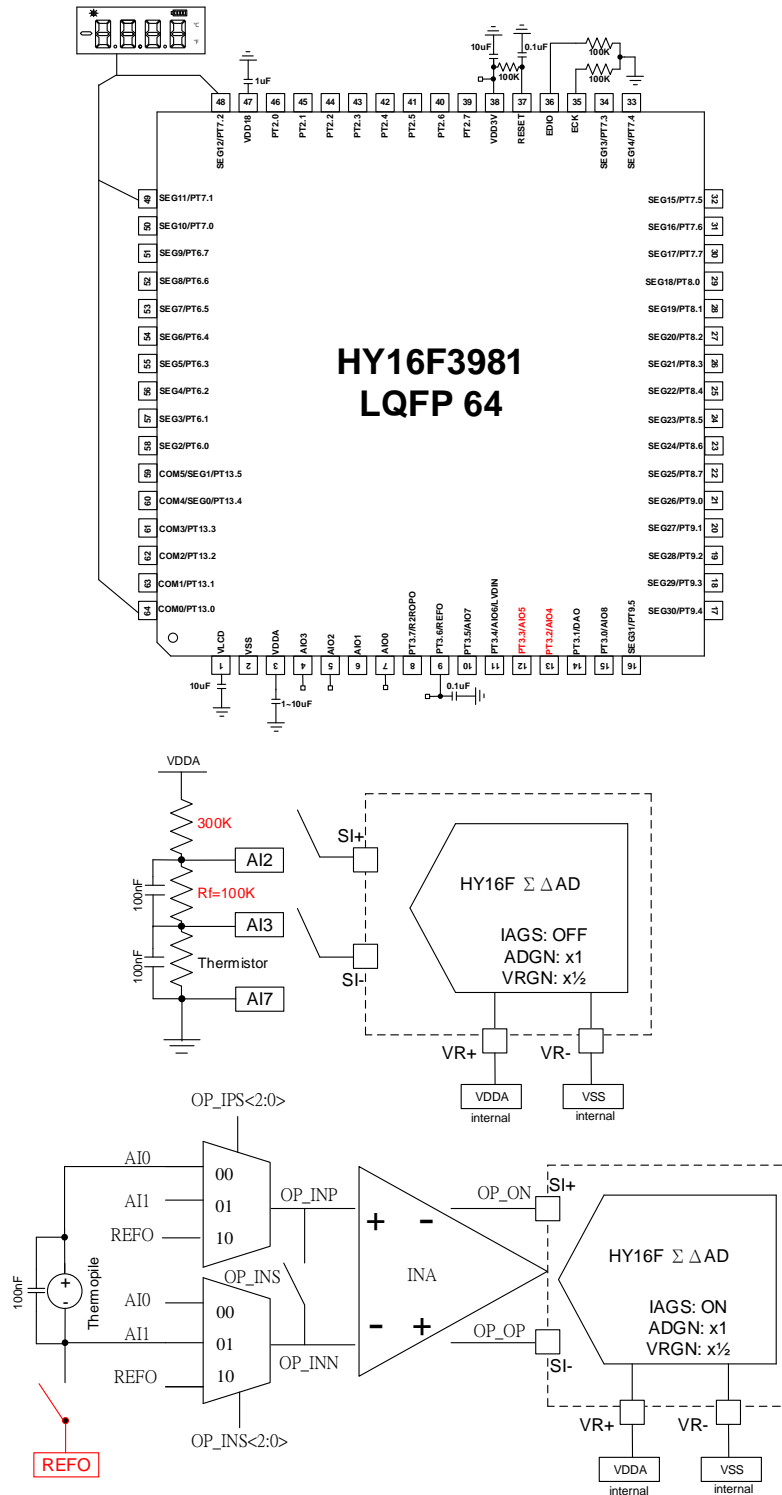 °C
°F
10uF
0.1uF
100K
100K
100K
1uF
48 47 46 45 44 43 42 41 40 39 38 37 36 35 34 33
SEG12/PT7.2
VDD18
PT2.0
PT2.1
PT2.2
PT2.3
PT2.4
PT2.5
PT2.6
PT2.7
VDD3V
RESET
EDIO
ECK
SEG13/PT7.3
SEG14/PT7.4
49 SEG11/PT7.1
50 SEG10/PT7.0
51 SEG9/PT6.7
52 SEG8/PT6.6
53 SEG7/PT6.5
54 SEG6/PT6.4
55 SEG5/PT6.3
56 SEG4/PT6.2
57 SEG3/PT6.1
58 SEG2/PT6.0
59 COM5/SEG1/PT13.5
60 COM4/SEG0/PT13.4
61 COM3/PT13.3
62 COM2/PT13.2
63 COM1/PT13.1
64 COM0/PT13.0
HY16F3981
LQFP 64
SEG15/PT7.5 32
SEG16/PT7.6 31
SEG17/PT7.7 30
SEG18/PT8.0 29
SEG19/PT8.1 28
SEG20/PT8.2 27
SEG21/PT8.3 26
SEG22/PT8.4 25
SEG23/PT8.5 24
SEG24/PT8.6 23
SEG25/PT8.7 22
SEG26/PT9.0 21
SEG27/PT9.1 20
SEG28/PT9.2 19
SEG29/PT9.3 18
SEG30/PT9.4 17
VLCD
VSS
VDDA
AIO3
AIO2
AIO1
AIO0
PT3.7/R2ROPO
PT3.6/REFO
PT3.5/AIO7
PT3.4/AIO6/LVDIN
PT3.3/AIO5
PT3.2/AIO4
PT3.1/DAO
PT3.0/AIO8
SEG31/PT9.5
1 2 3 4 5 6 7 8 9 10 11 12 13 14 15 16
10uF
1~10uF
0.1uF
VDDA
300K
AI2
100nF
Rf=100K
AI3
100nF
Thermistor
AI7
SI+
SI-
HY16F Σ Δ AD
IAGS: OFF
ADGN: x1
VRGN: x½
VR+
VR-
VDDA
VSS
internal
internal
OP_IPS<2:0>
AI0
00
AI1
01
REFO
10
OP_INP
100nF
Thermopile
OP_INS
AI0
00
AI1
01
REFO
10
OP_INN
OP_INS<2:0>
REFO
+ -
INA
- +
OP_ON
OP_OP
SI+
SI-
HY16F Σ Δ AD
IAGS: ON
ADGN: x1
VRGN: x½
VR+
VR-
VDDA
VSS
internal
internal